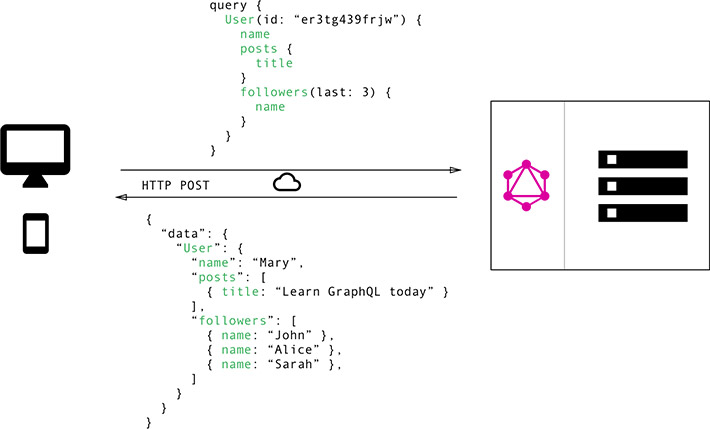 query {
  User(id: “er3tg439frjw”) {
    name
    posts {
      title
    }
    followers(last: 3) {
      name
    }
  }
}
HTTP POST
{
  “data”: {
    “User”: {
      “name”: “Mary”,
      “posts”: [
        { title: “Learn GraphQL today” }
      ],
      “followers”: [
        { name: “John” },
        { name: “Alice” },
        { name: “Sarah” },
      ]
    }
  }
}